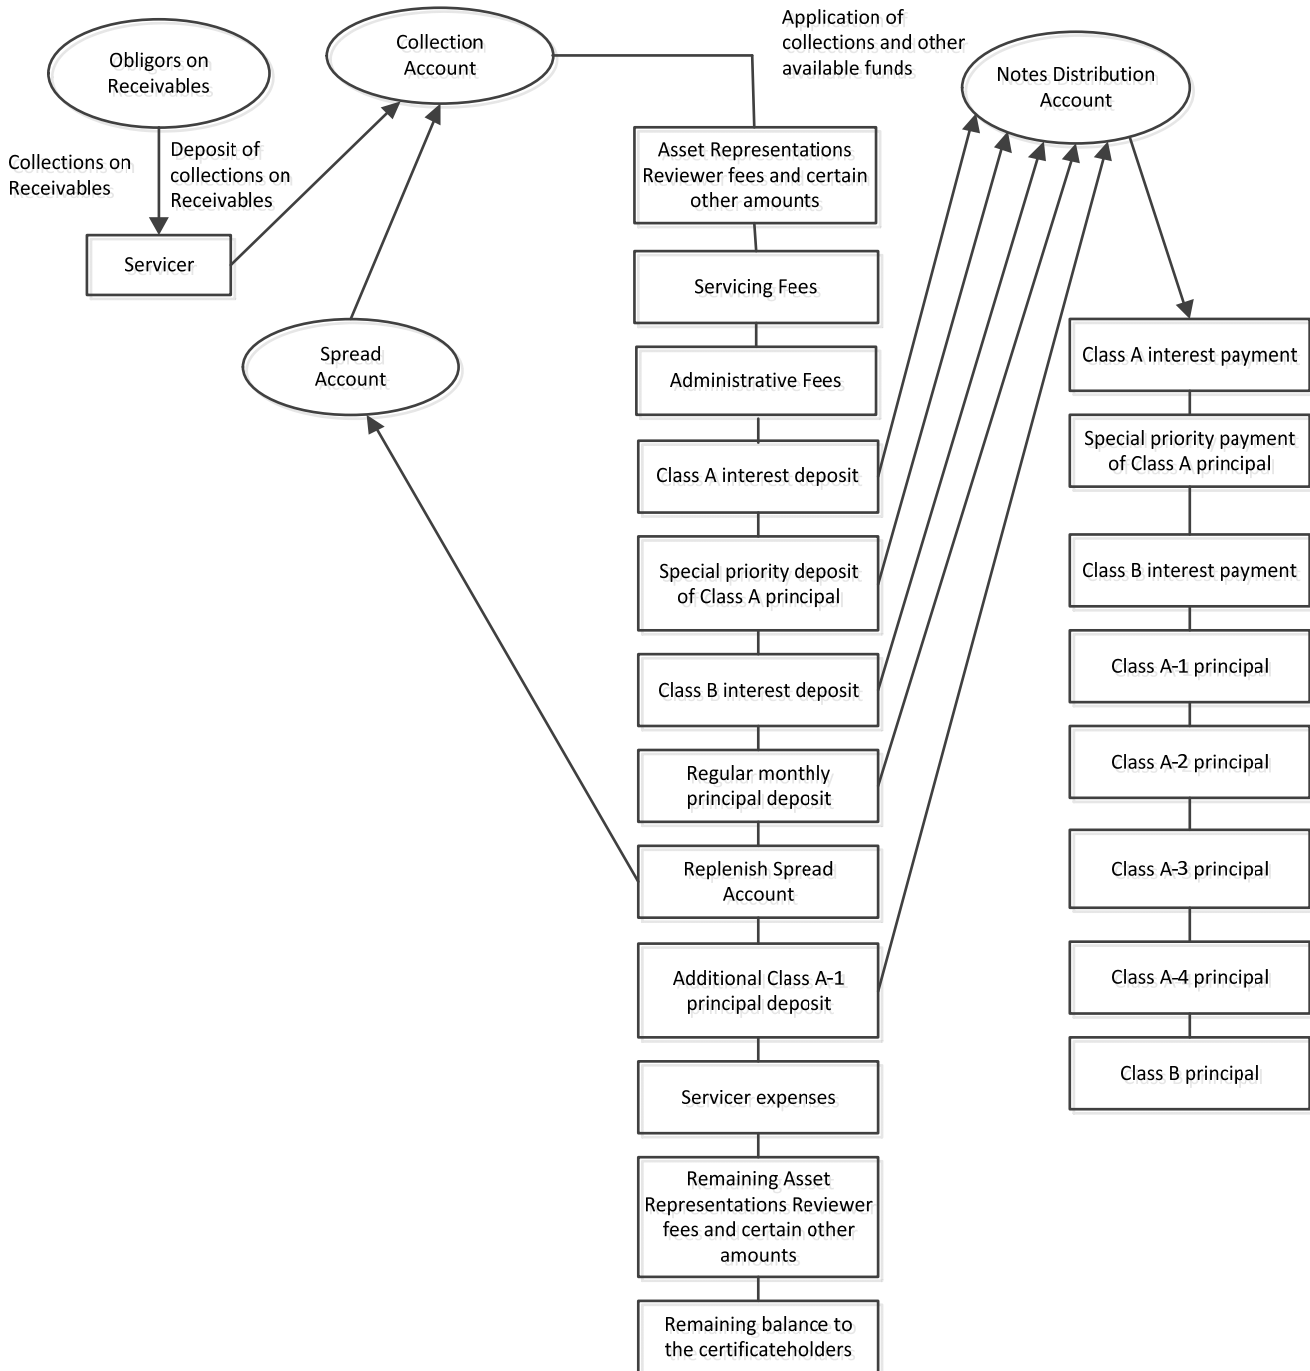 Obligors on
Receivables
Collections on
Receivables
Deposit of
collections on
Receivables
Servicer
Collection
Account
Spread
Account
Application of
collections and other
available funds
Asset Representations
Reviewer fees and certain
other amounts
Servicing Fees
Administrative Fees
Class A interest deposit
Special priority deposit
of Class A principal
Class B interest deposit
Regular monthly
principal deposit
Replenish Spread
Account
Additional Class A-1
principal deposit
Servicer expenses
Remaining Asset
Representations Reviewer
fees and certain other
amounts
Remaining balance to
the certificateholders
Notes Distribution
Account
Class A interest payment
Special priority payment
of Class A principal
Class B interest payment
Class A-1 principal
Class A-2 principal
Class A-3 principal
Class A-4 principal
Class B principal